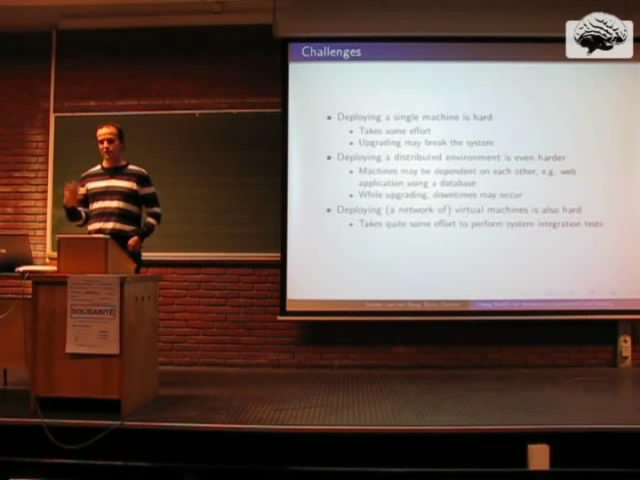 Challenges
Deploying a single machine is hard
Takes some effort
Upgrading may break the system
Deploying a distributed environment is even harder
Machines may be dependent on each other, e.g. web
application using a database
While upgrading, downtimes may occur
Deploying (a network of) virtual machines is also hard
Takes quite some effort to perform system integration tests
SOLIDARITÉ